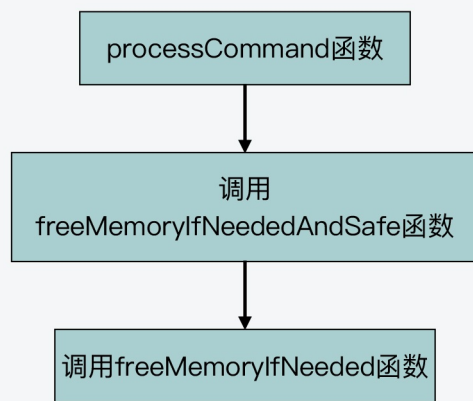 processCommand函数
调用
freeMemoryIfNeededAndSafe函数
调用freeMemoryIfNeeded函数